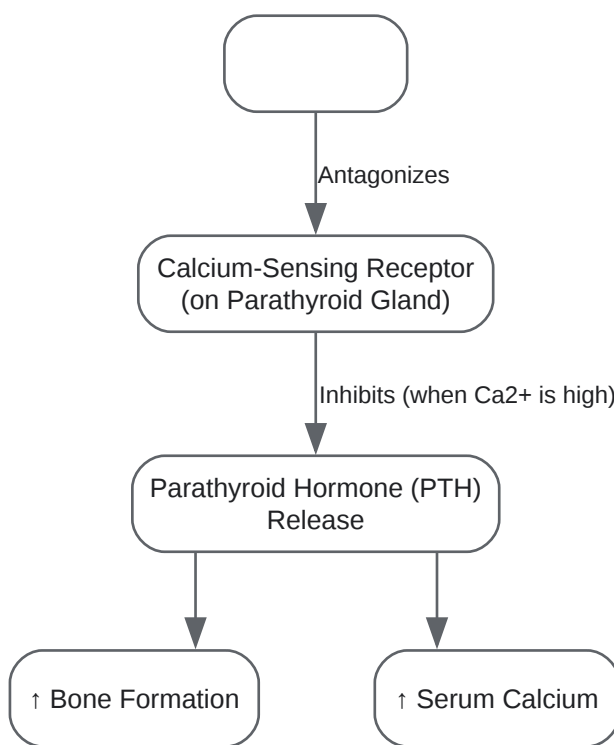 Antagonizes
Calcium-Sensing Receptor
(on Parathyroid Gland)
Inhibits (when Ca2+ is high)
Parathyroid Hormone (PTH)
Release
↑ Bone Formation
↑ Serum Calcium